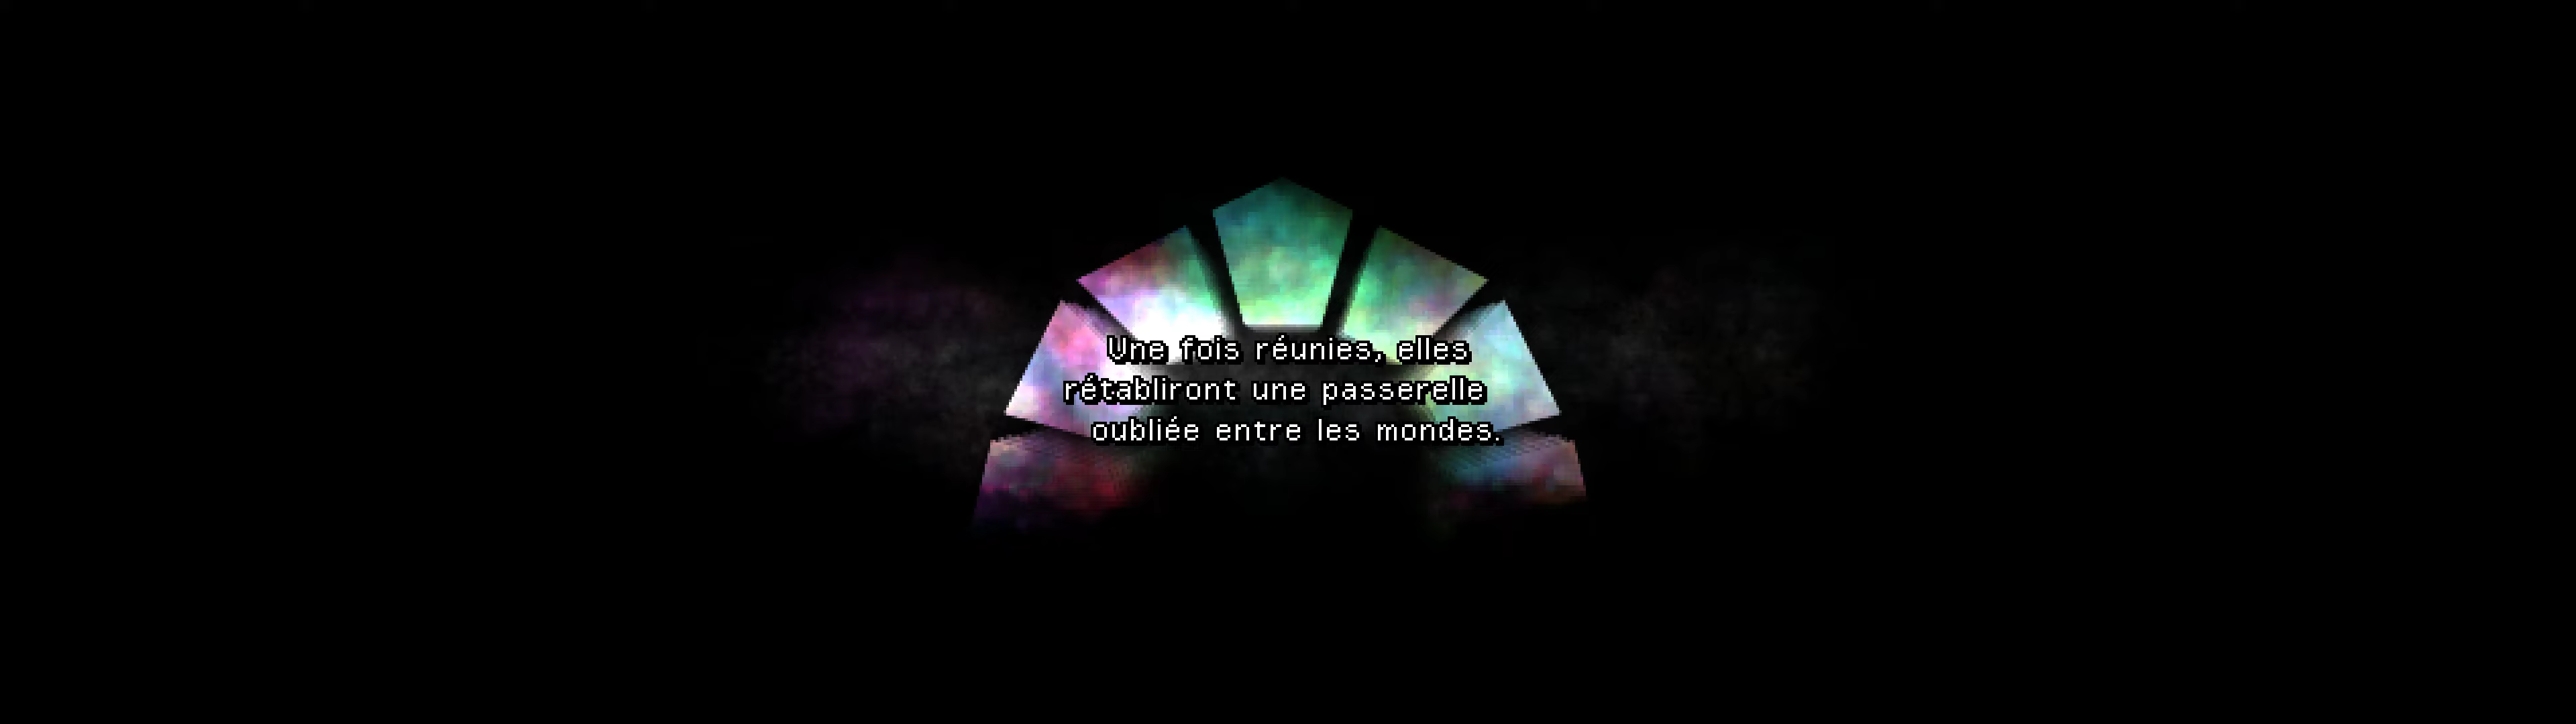 Une fois réunies, elles
rétabliront une passerelle
oubliée entre les mondes.